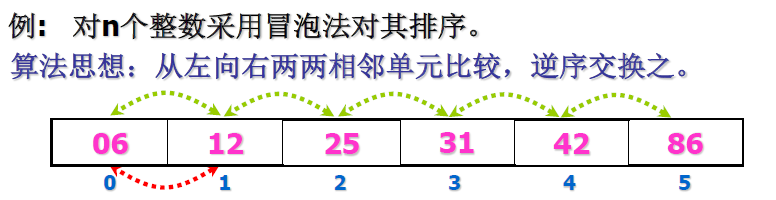 例: 对n个整数采用冒泡法对其排序。
算法思想：从左向右两两相邻单元比较，逆序交换之。
06 12 25 31 42 86
0 1 2 3 4 5